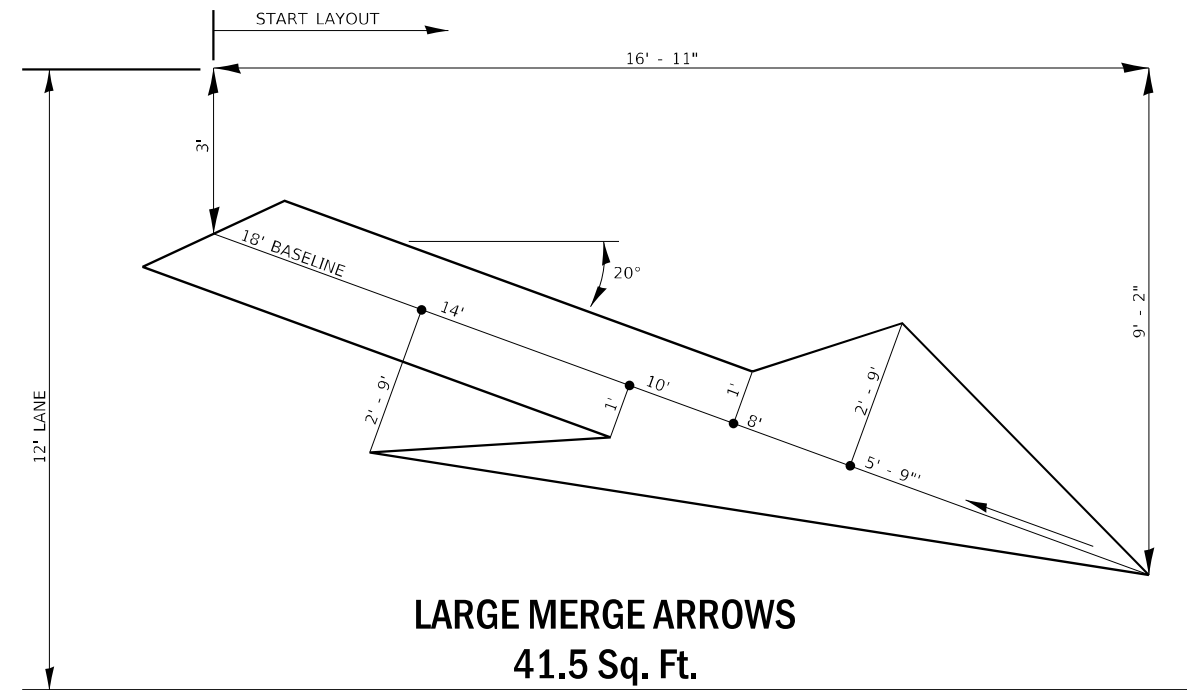 START LAYOUT
16' - 11"
3'
18' BASELINE
20°
14'
9' - 2"
10'
2' - 9'
1'
1'
2' - 9'
8'
12' LANE
5' - 9"'
LARGE MERGE ARROWS
41.5 Sq. Ft.